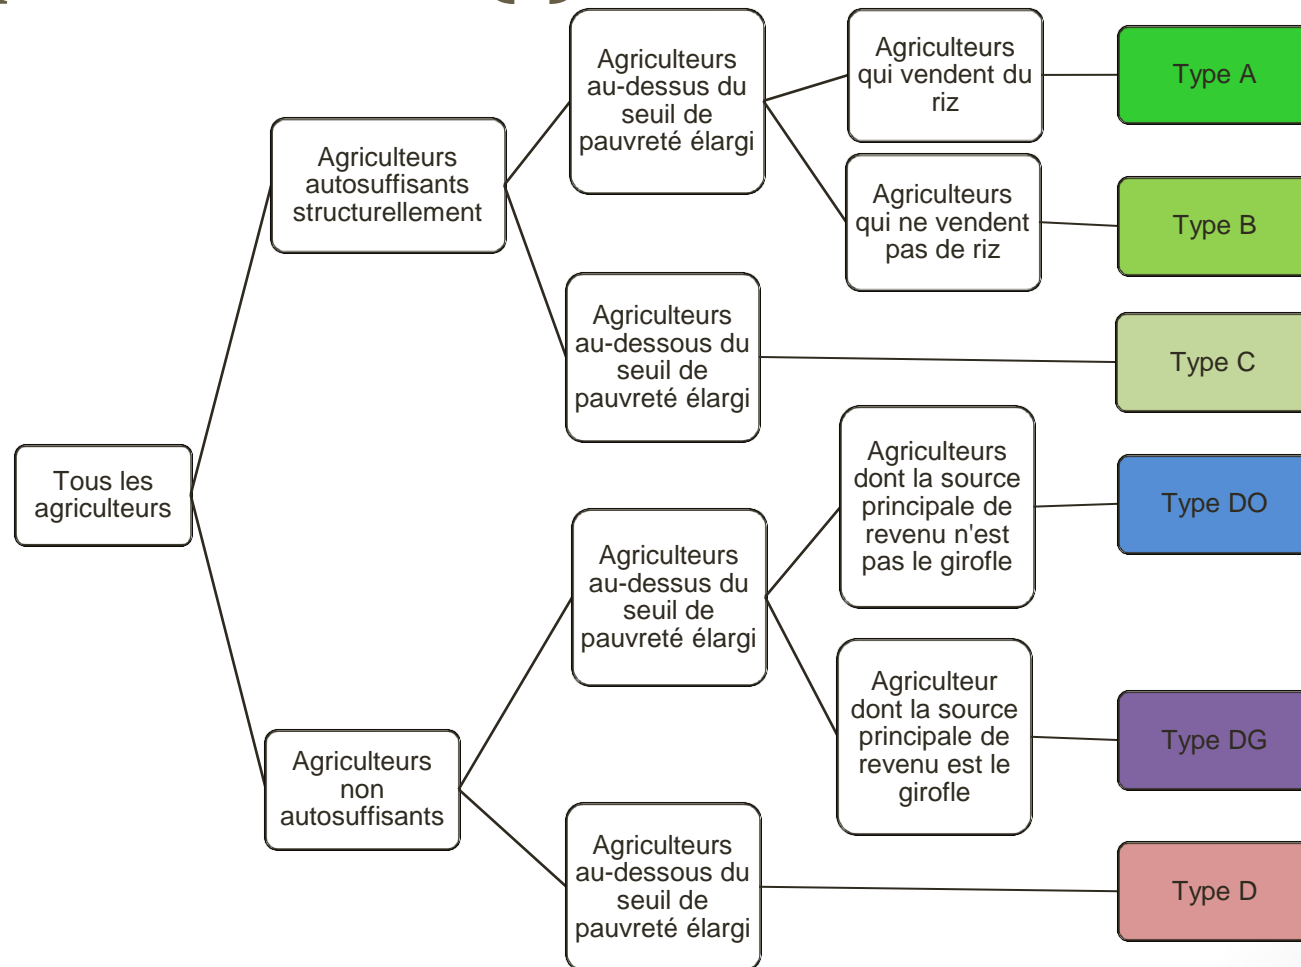 Agriculteurs
au-dessus du
seuil de
pauvreté élargi
Agriculteurs
qui vendent du
riz
Type A
Agriculteurs
autosuffisants
structurellement
Agriculteurs
qui ne vendent
pas de riz
Type B
Agriculteurs
au-dessous du
seuil de
pauvreté élargi
Type C
Tous les
agriculteurs
Agriculteurs
dont la source
principale de
revenu n'est
pas le girofle
Type DO
Agriculteurs
au-dessus du
seuil de
pauvreté élargi
Agriculteur
dont la source
principale de
revenu est le
girofle
Type DG
Agriculteurs
non
autosuffisants
Agriculteurs
au-dessous du
seuil de
pauvreté élargi
Type D